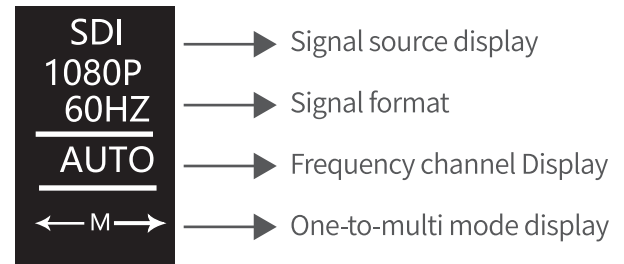 SDI Signal source display
1080P
60HZ Signal format
AUTO Frequency channel Display
M One-to-multi mode display